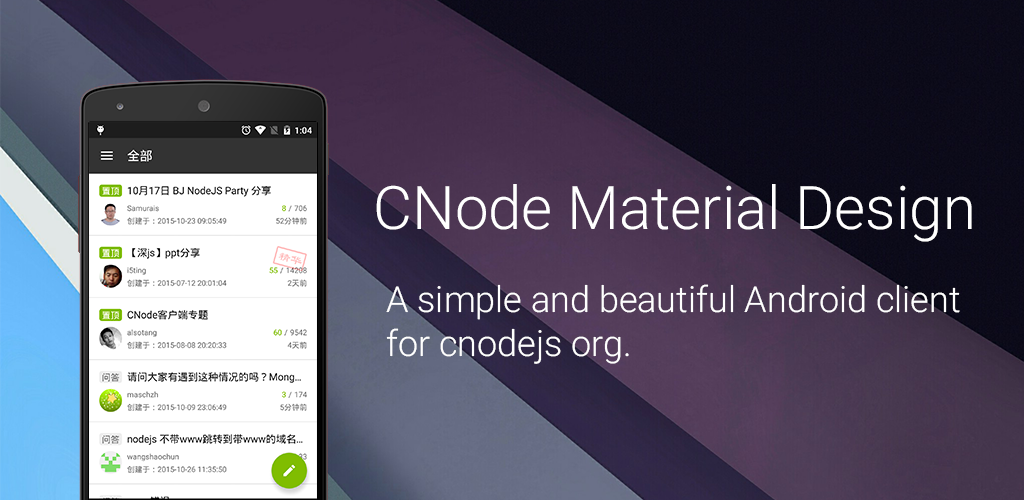 1:04
全部
置顶 10月17日 BJ NodeJS Party 分享
Samurais 8 / 706
创建于：2015-10-23 09:05:49 52分钟前
置顶 【深js】ppt分享
精华
i5ting 55 / 14208
创建于：2015-07-12 20:01:04 2天前
置顶 CNode客户端专题
alsotang 60 / 9542
创建于：2015-08-08 20:20:33 4天前
问答 请问大家有遇到这种情况的吗？Mong...
maschzh 3 / 174
创建于：2015-10-09 23:06:49 5分钟前
问答 nodejs 不带www跳转到带www的域名...
wangshaochun 33
创建于：2015-10-26 11:35:50
CNode Material Design
A simple and beautiful Android client
for cnodejs org.